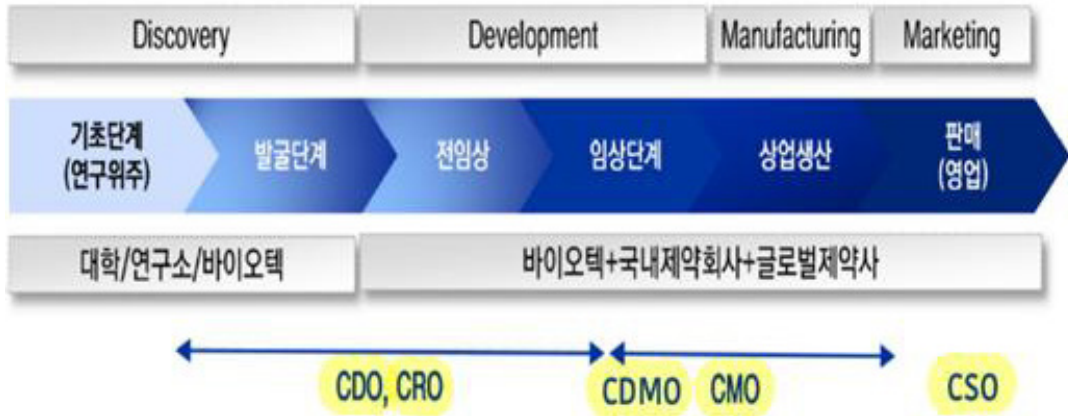 Discovery Development Manufacturing Marketing
기초단계
(연구위주)
발굴단계
전임상
임상단계
상업생산
판매
(영업)
대학/연구소/바이오텍
바이오텍+국내제약회사+글로벌제약사
CDO, CRO CDMO CMO CSO